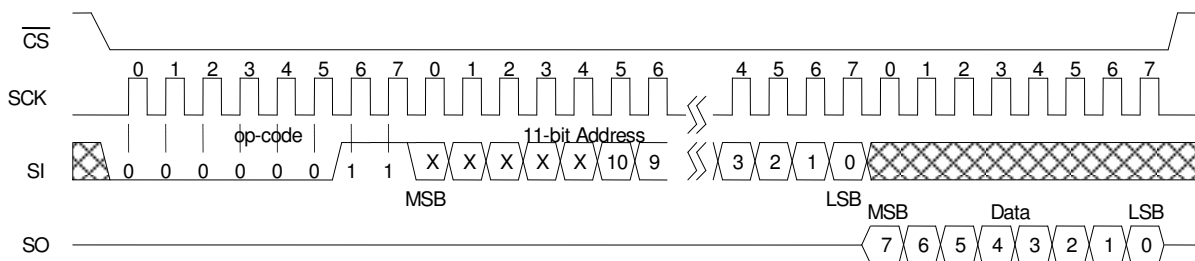 CS
0 1 2 3 4 5 6 7 0 1 2 3 4 5 6 4 5 6 7 0 1 2 3 4 5 6 7
SCK
op-code 11-bit Address
SI 0 0 0 0 0 0 1 1 X X X X X 10 9 3 2 1 0
MSB LSB
MSB Data LSB
SO 7 6 5 4 3 2 1 0